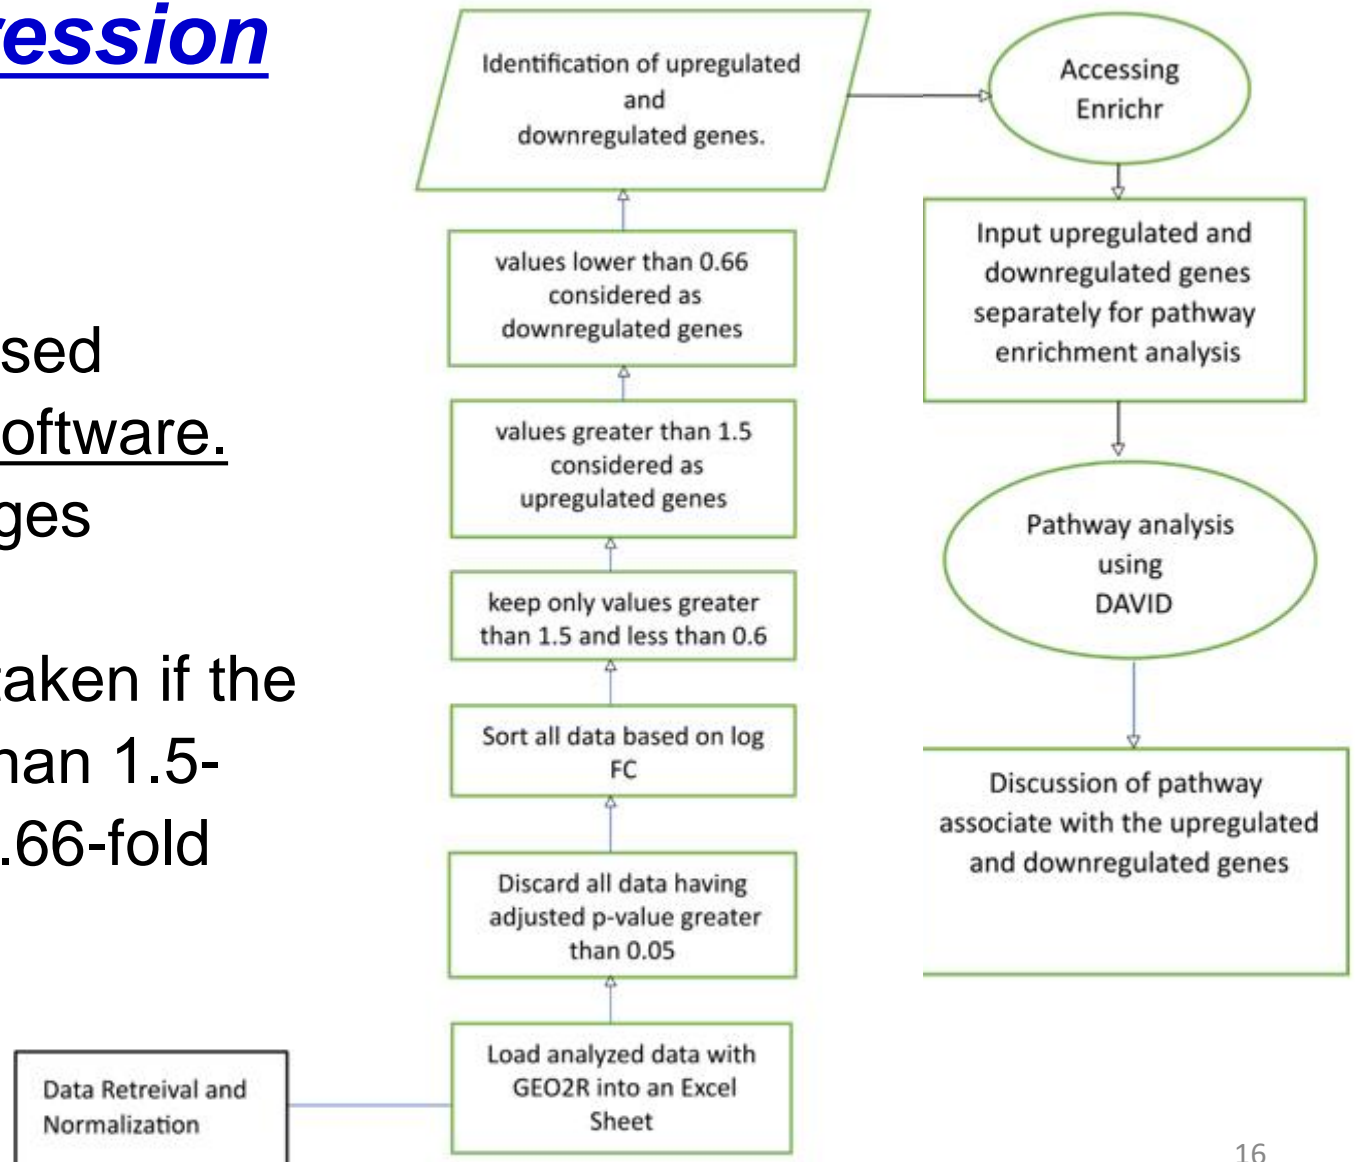 ression
sed
oftware.
ges
taken if the
han 1.5-
.66-fold
Identification of upregulated
and
downregulated genes.
values lower than 0.66
considered as
downregulated genes
values greater than 1.5
considered as
upregulated genes
keep only values greater
than 1.5 and less than 0.6
Sort all data based on log
FC
Discard all data having
adjusted p-value greater
than 0.05
Load analyzed data with
GEO2R into an Excel
Sheet
Data Retreival and
Normalization
Accessing
Enrichr
Input upregulated and
downregulated genes
separately for pathway
enrichment analysis
Pathway analysis
using
DAVID
Discussion of pathway
associate with the upregulated
and downregulated genes
16